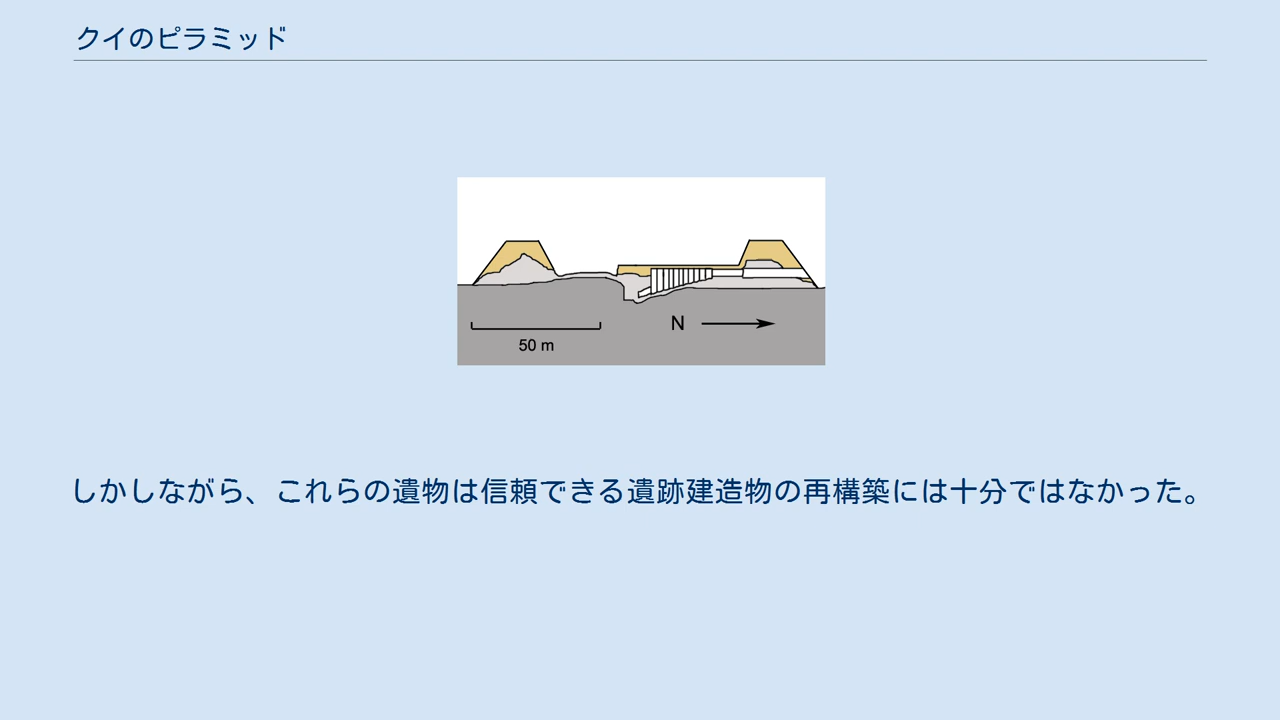 クイのピラミッド
N
50 m
しかしながら、これらの遺物は信頼できる遺跡建造物の再構築には十分ではなかった。